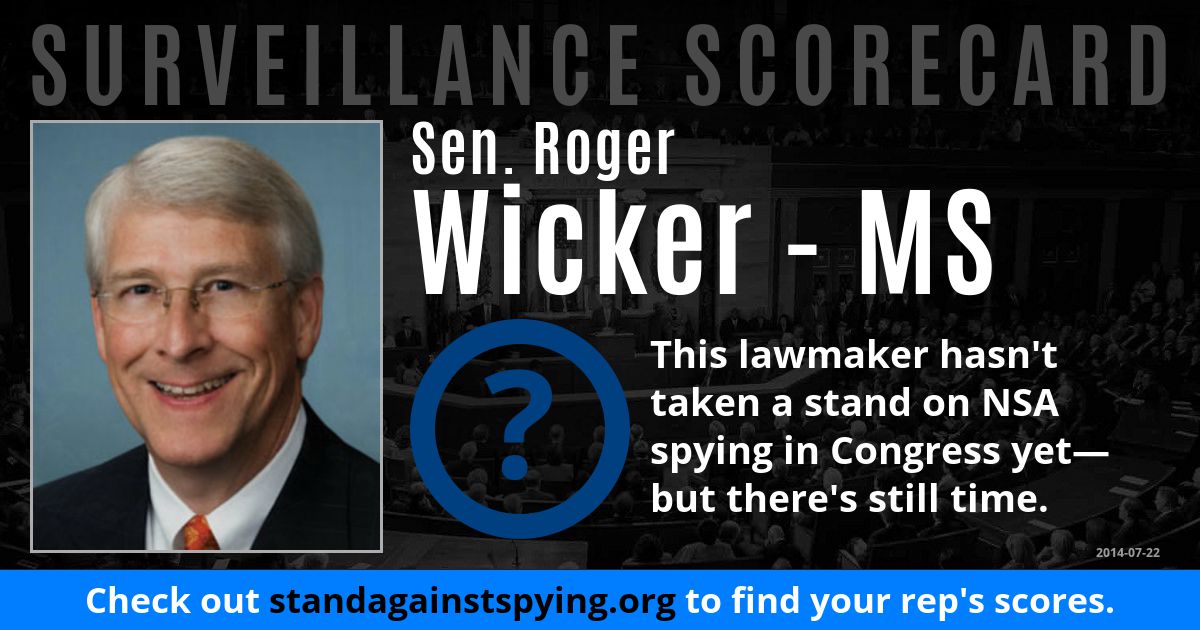 SURVEILLANCE SCORECARD
Sen. Roger
Wicker - MS
?
This lawmaker hasn't
taken a stand on NSA
spying in Congress yet—
but there's still time.
2014-07-22
Check out standagainstspying.org to find your rep's scores.